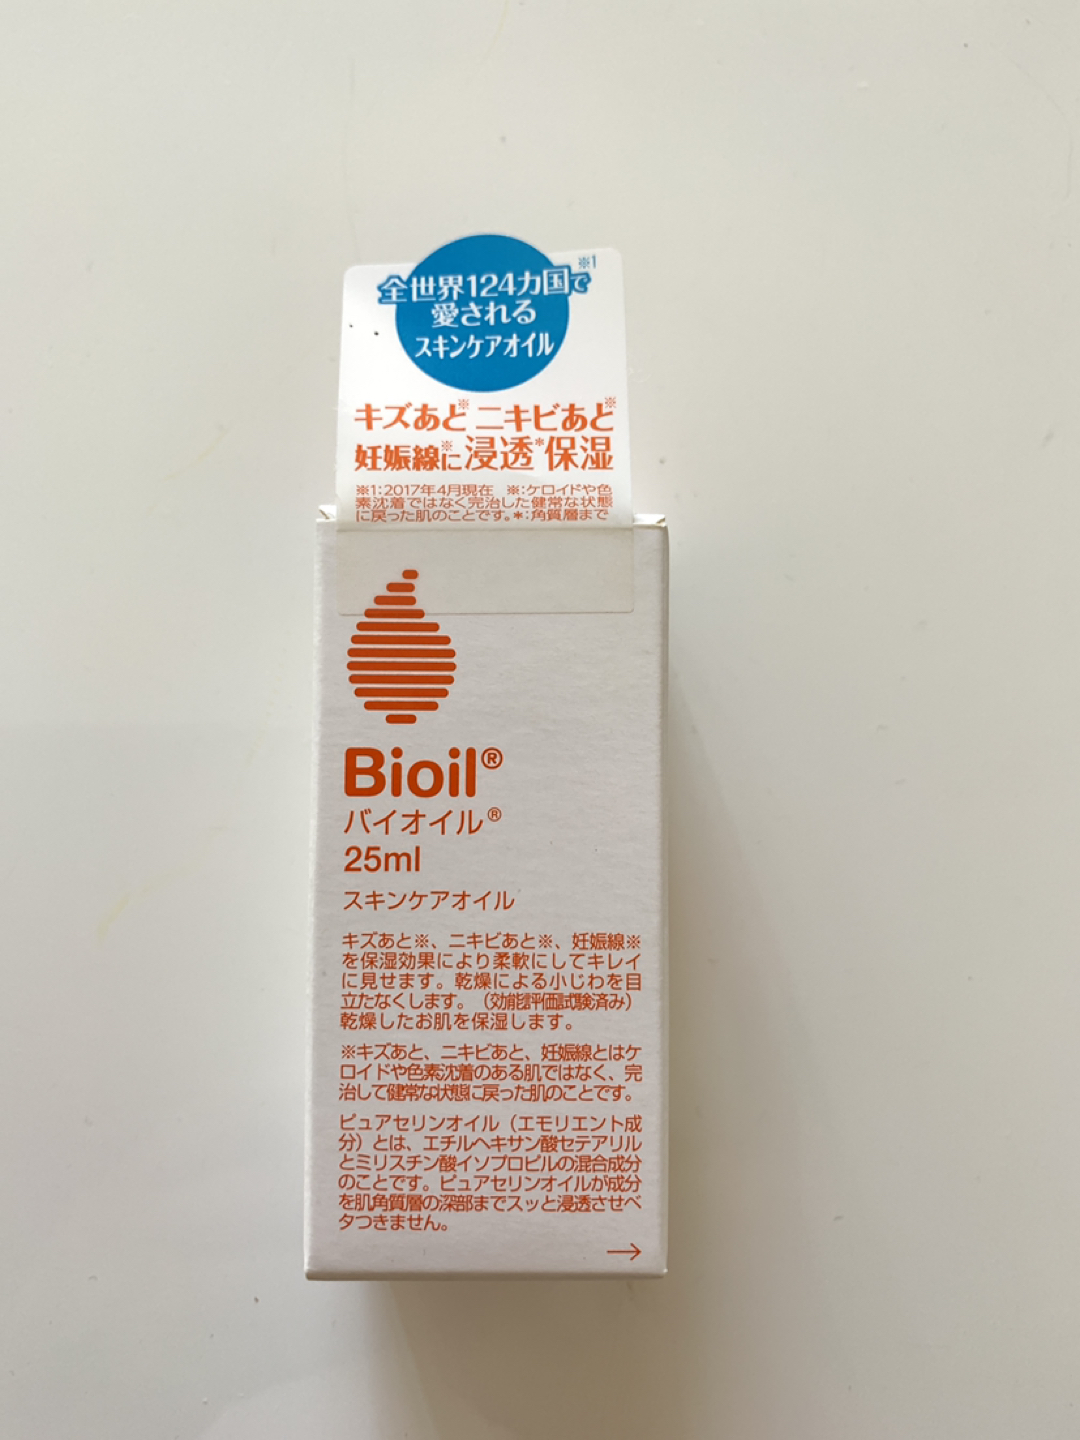 全世界124カ国で※1
愛される
スキンケアオイル
キズあと※ ニキビあと※
妊娠線※に浸透*保湿
※1:2017年4月現在 ※:ケロイドや色
素沈着ではなく完治した健常な状態
に戻った肌のことです。*:角質層まで
Bioil®
バイオイル®
25ml
スキンケアオイル
キズあと※、ニキビあと※、妊娠線※
を保湿効果により柔軟にしてキレイ
に見せます。乾燥による小じわを目
立たなくします。(効能評価試験済み)
乾燥したお肌を保湿します。
※キズあと、ニキビあと、妊娠線とはケ
ロイドや色素沈着のある肌ではなく、完
治して健常な状態に戻った肌のことです。
ピュアセリンオイル(エモリエント成
分)とは、エチルヘキサン酸セテアリル
とミリスチン酸イソプロピルの混合成分
のことです。ピュアセリンオイルが成分
を肌角質層の深部までスッと浸透させベ
タつきません。
→